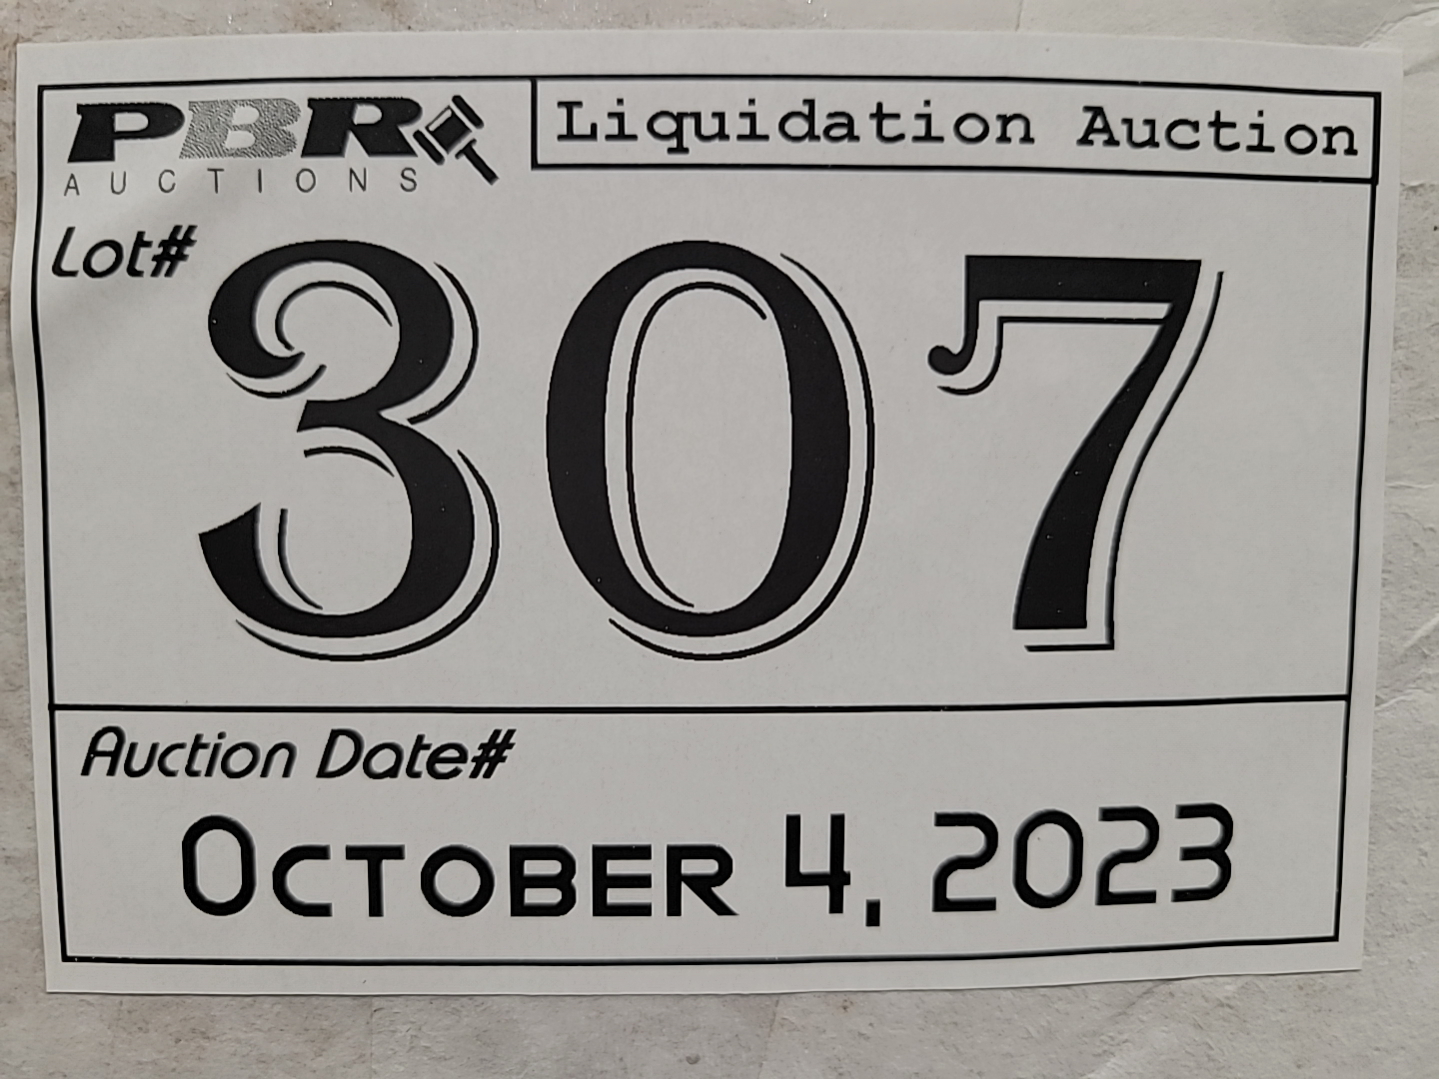 PBR
AUCTIONS
Liquidation Auction
Lot#
307
Auction Date#
October 4, 2023